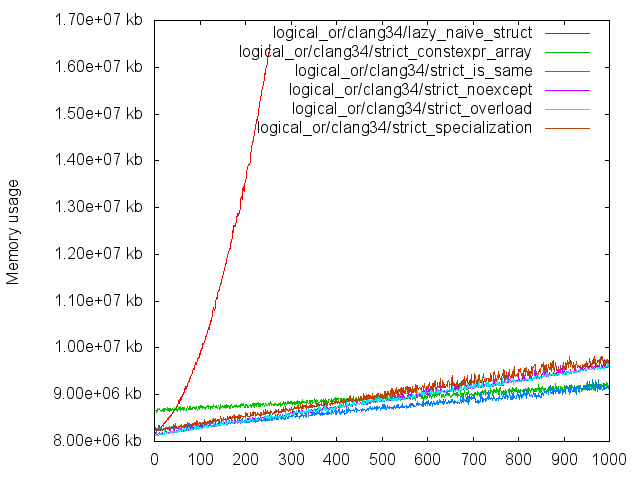 1.70e+07 kb
1.60e+07 kb
1.50e+07 kb
1.40e+07 kb
1.30e+07 kb
1.20e+07 kb
1.10e+07 kb
1.00e+07 kb
9.00e+06 kb
8.00e+06 kb
Memory usage
logical_or/clang34/lazy_naive_struct
logical_or/clang34/strict_constexpr_array
logical_or/clang34/strict_is_same
logical_or/clang34/strict_noexcept
logical_or/clang34/strict_overload
logical_or/clang34/strict_specialization
0 100 200 300 400 500 600 700 800 900 1000